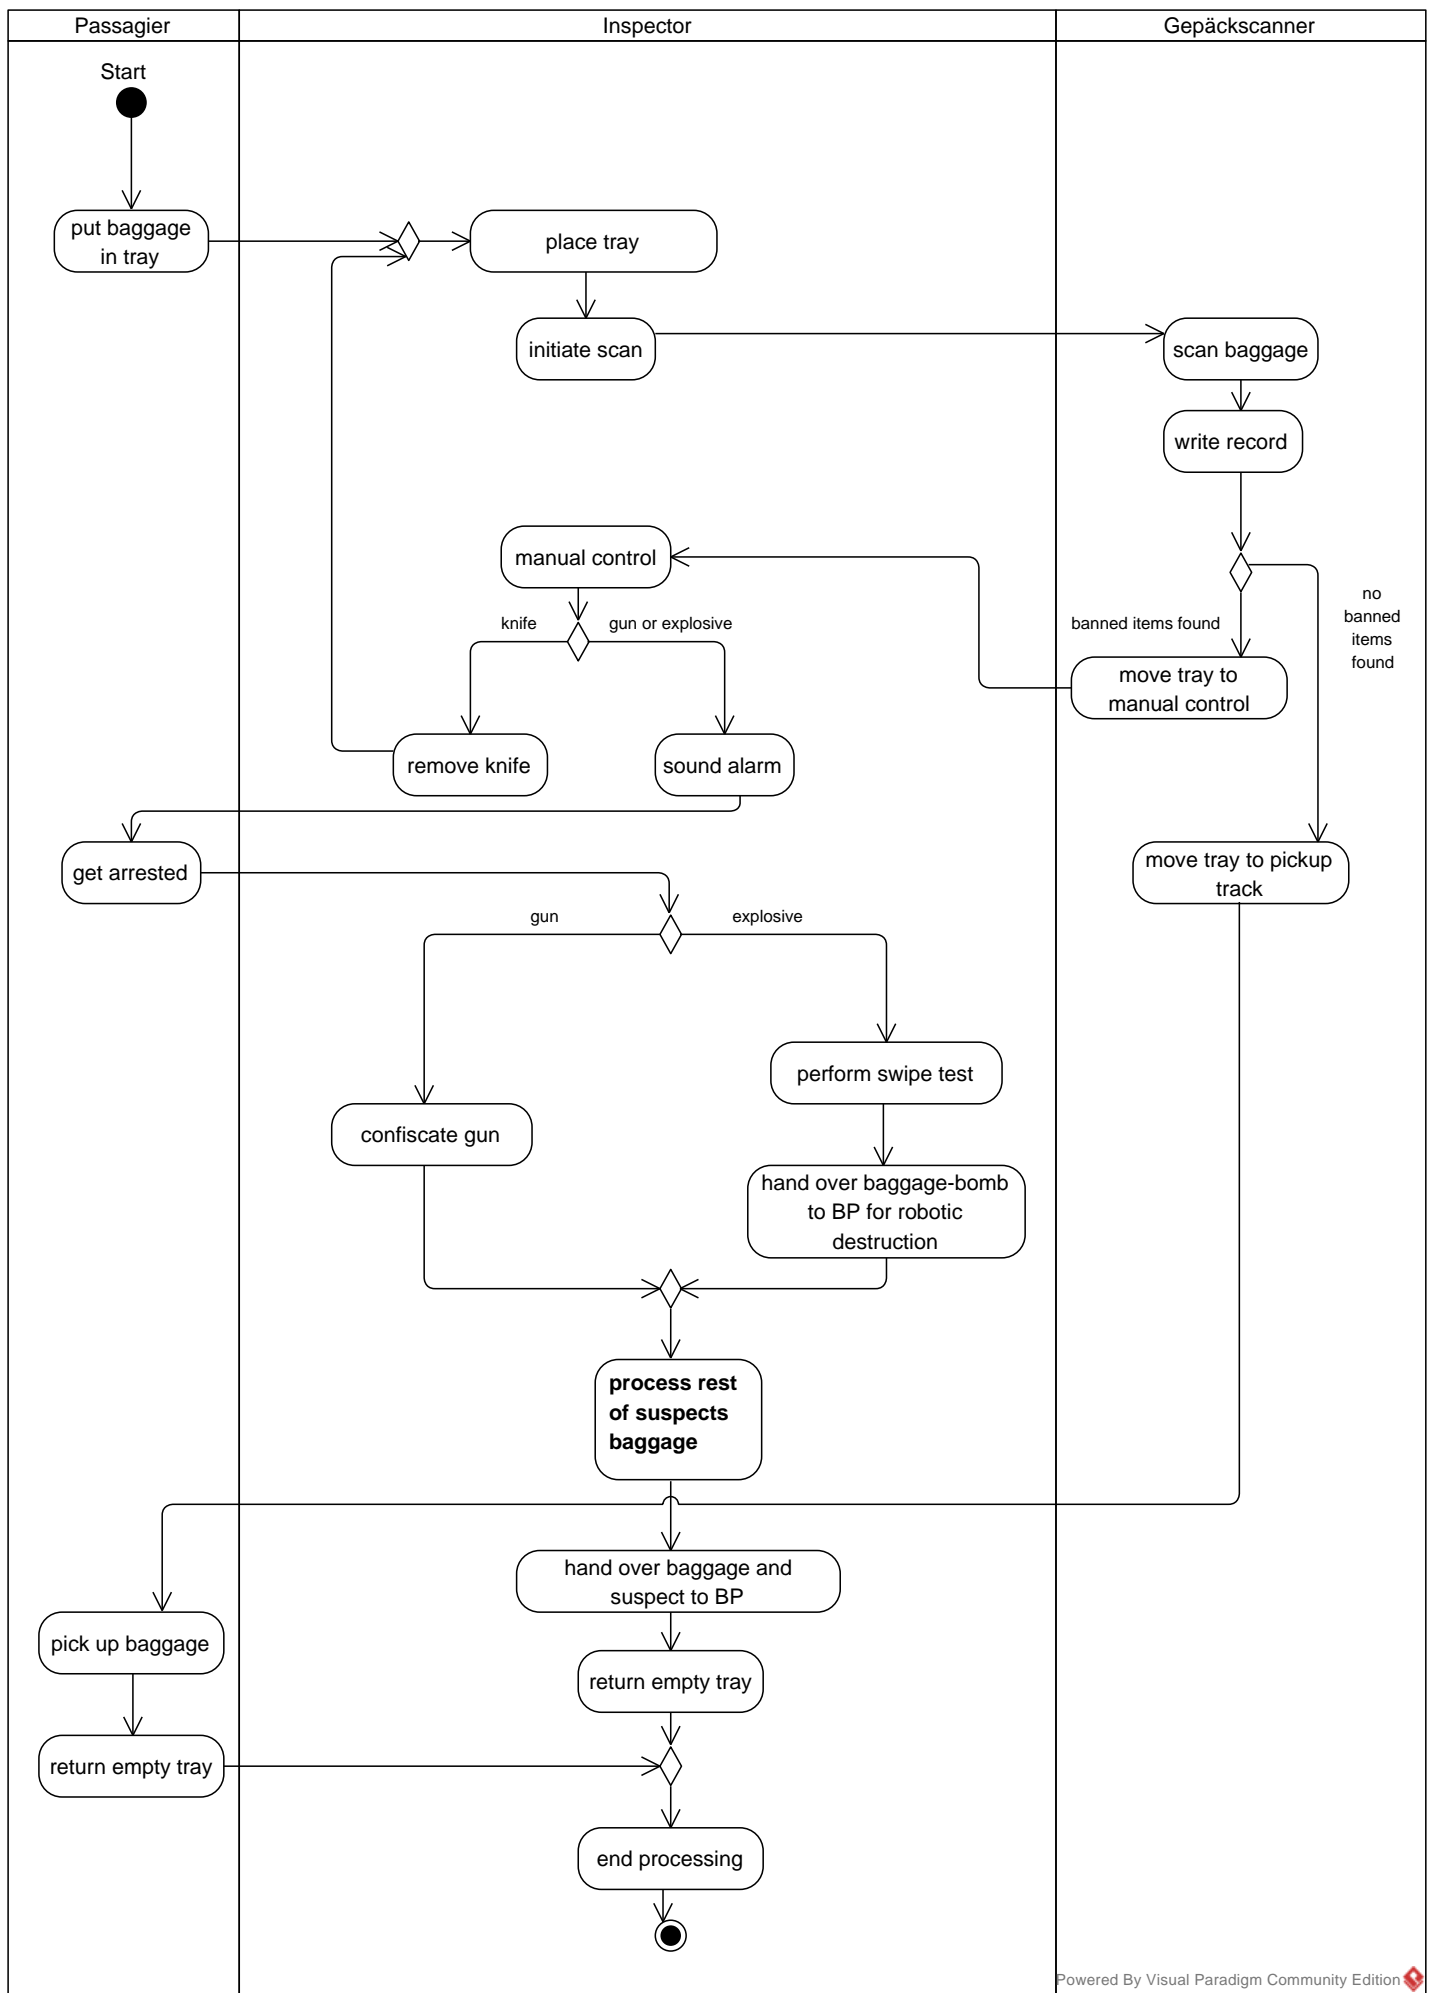 Passagier
Inspector
Gepäckscanner
Start
put baggage
in tray
place tray
initiate scan
scan baggage
write record
manual control
knife
gun or explosive
banned items found
no
banned
items
found
move tray to
manual control
remove knife
sound alarm
get arrested
move tray to pickup
track
gun
explosive
perform swipe test
confiscate gun
hand over baggage-bomb
to BP for robotic
destruction
process rest
of suspects
baggage
hand over baggage and
suspect to BP
pick up baggage
return empty tray
return empty tray
end processing
Powered By Visual Paradigm Community Edition